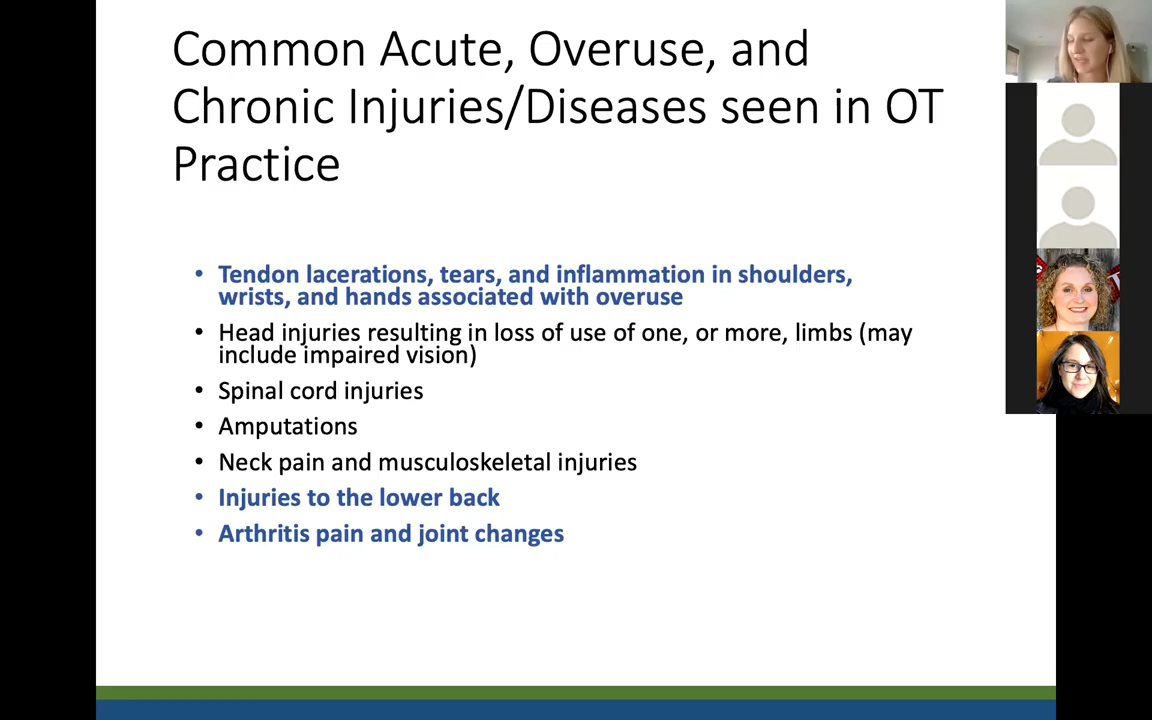 Common Acute, Overuse, and
Chronic Injuries/Diseases seen in OT
Practice
• Tendon lacerations, tears, and inflammation in shoulders,
wrists, and hands associated with overuse
• Head injuries resulting in loss of use of one, or more, limbs (may
include impaired vision)
• Spinal cord injuries
• Amputations
• Neck pain and musculoskeletal injuries
• Injuries to the lower back
• Arthritis pain and joint changes